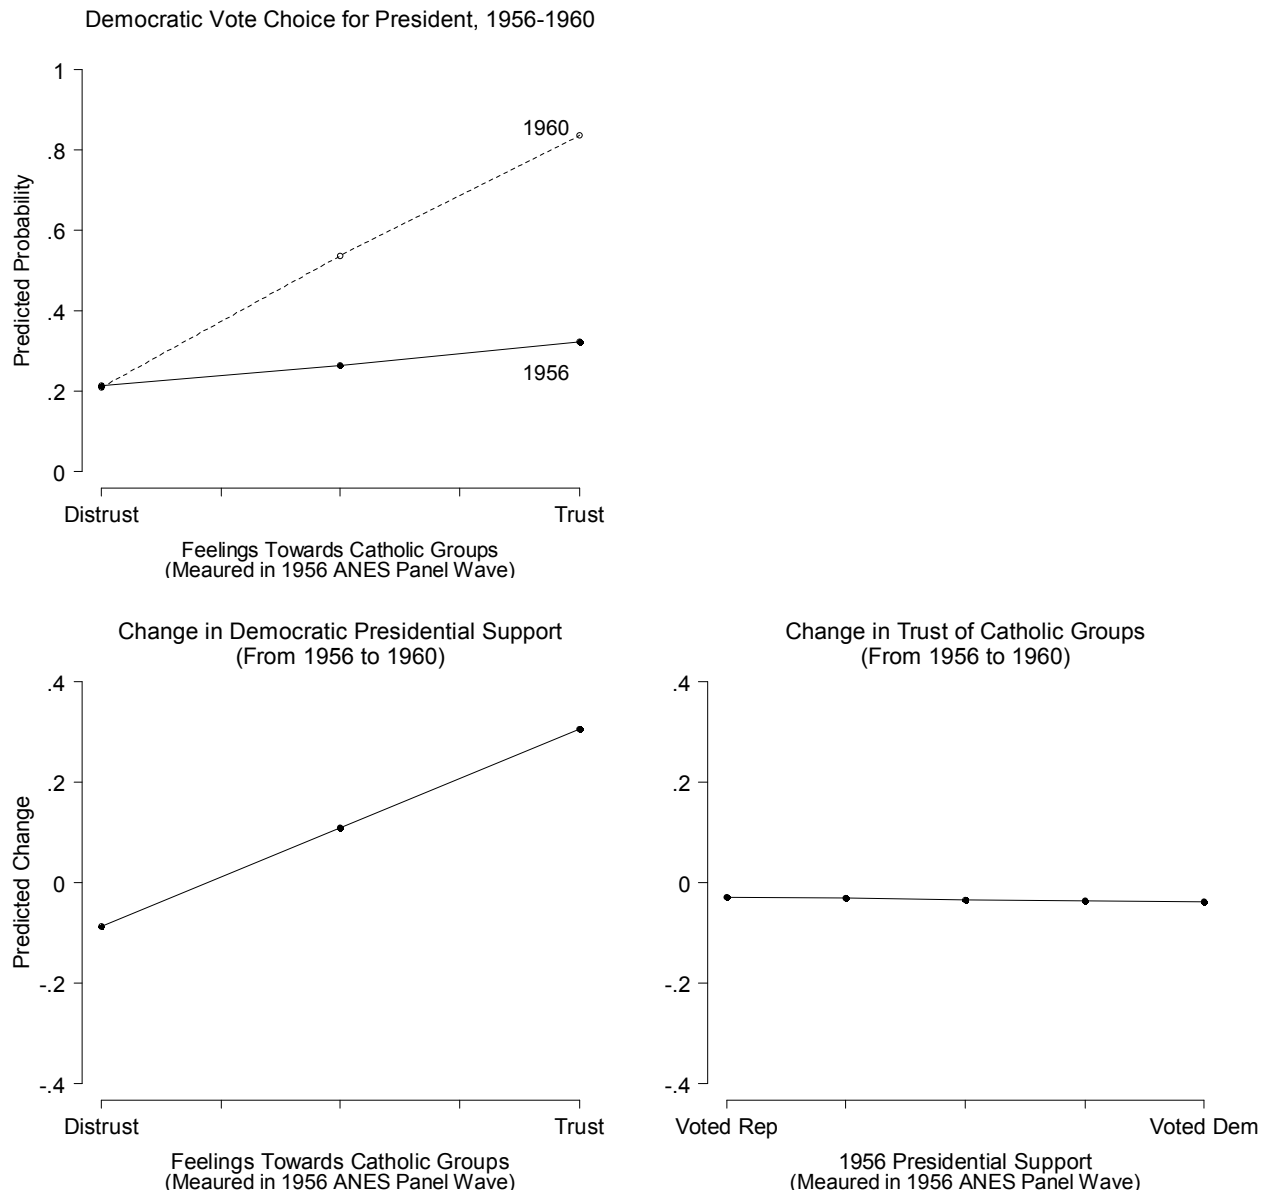 Democratic Vote Choice for President, 1956-1960
1
.8
.6
.4
.2
0
Predicted Probability
1960
1956
Distrust
Trust
Feelings Towards Catholic Groups
(Meaured in 1956 ANES Panel Wave)
Change in Democratic Presidential Support
(From 1956 to 1960)
.4
.2
0
-.2
-.4
Predicted Change
Distrust
Trust
Feelings Towards Catholic Groups
(Meaured in 1956 ANES Panel Wave)
Change in Trust of Catholic Groups
(From 1956 to 1960)
.4
.2
0
-.2
-.4
Voted Rep
Voted Dem
1956 Presidential Support
(Meaured in 1956 ANES Panel Wave)